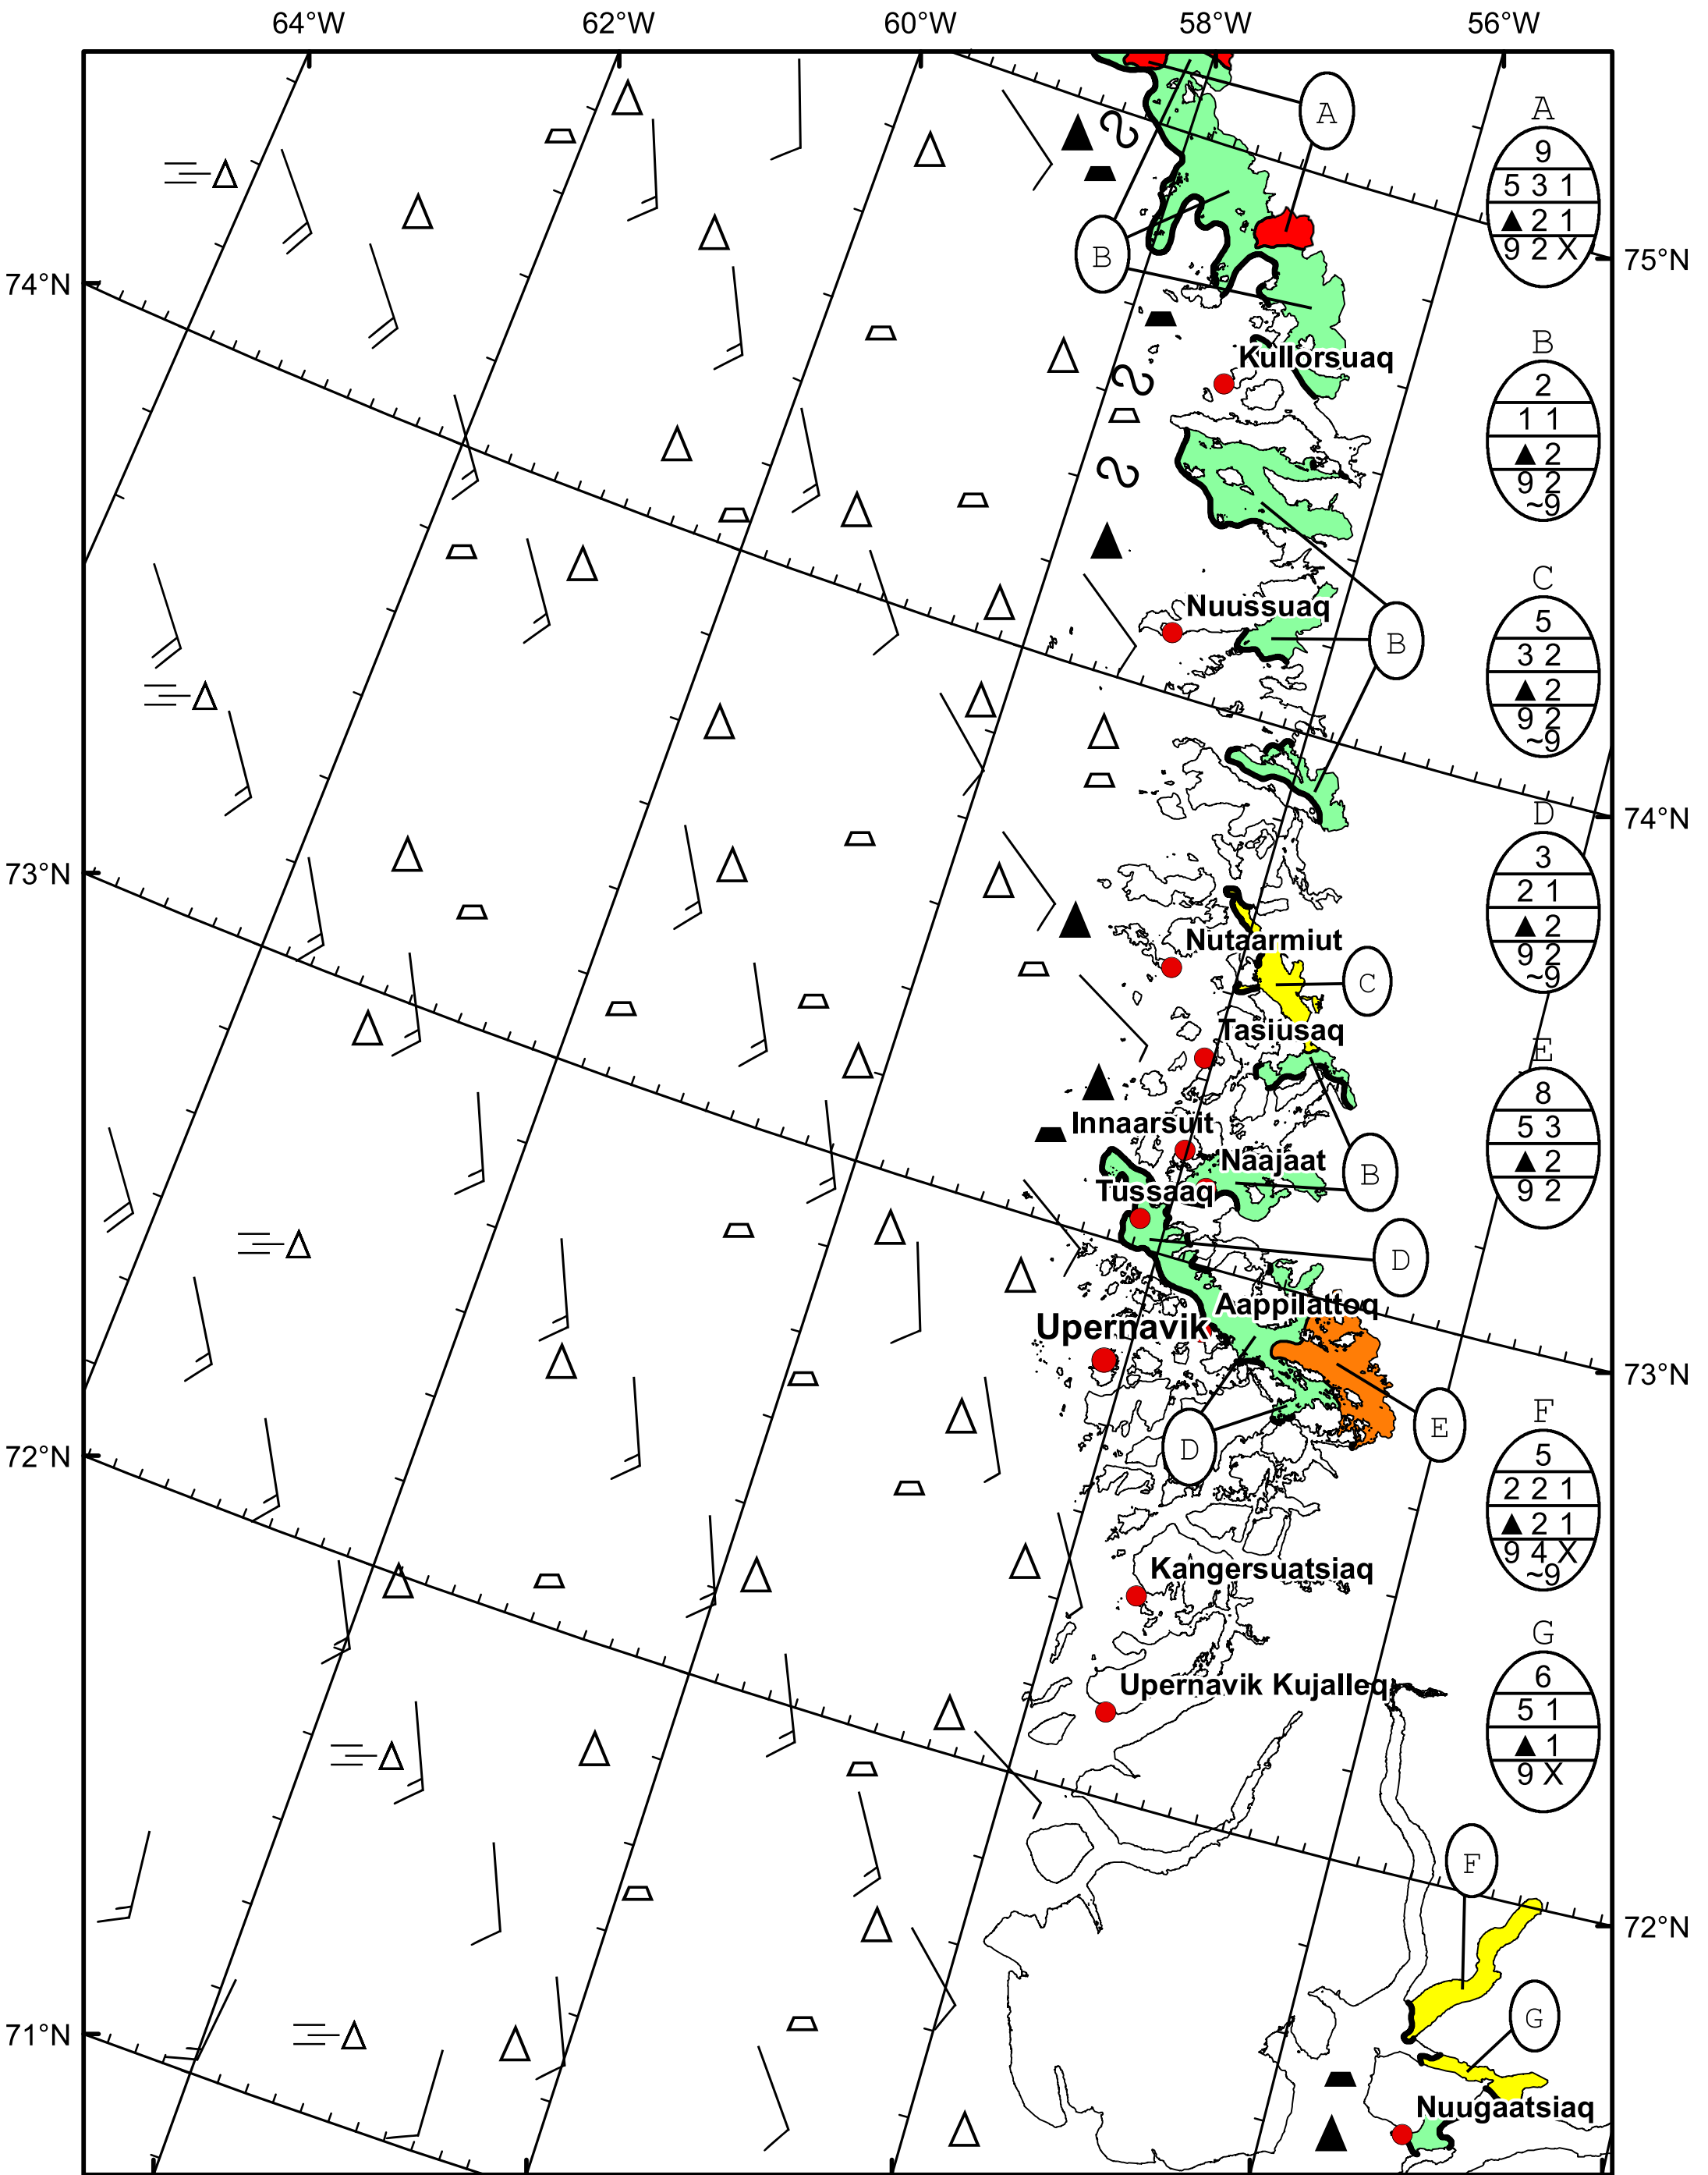 64°W 62°W 60°W 58°W 56°W
A
A
9
5 3 1
▲ 2 1
9 2 X
B
75°N
74°N
B
2
1 1
▲ 2
9 2
~9
Kullorsuaq
C
5
3 2
▲ 2
9 2
~9
Nuussuaq
B
74°N
D
3
2 1
▲ 2
9 2
~9
73°N
Nutaarmiut
C
Tasiusaq
E
8
5 3
▲ 2
9 2
Innaarsuit
Naajaat
B
Tussaaq
D
Aappilattoq
Upernavik
73°N
E
D
72°N
F
5
2 2 1
▲ 2 1
9 4 X
~9
Kangersuatsiaq
G
6
5 1
▲ 1
9 X
Upernavik Kujalleq
F
72°N
G
71°N
Nuugaatsiaq